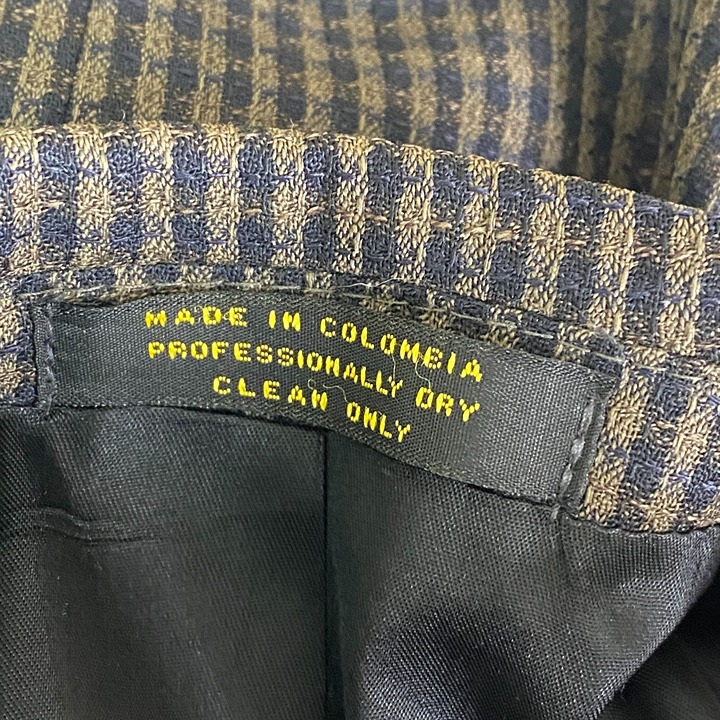 MADE IN COLOMBIA
PROFESSIONALLY DRY
CLEAN ONLY